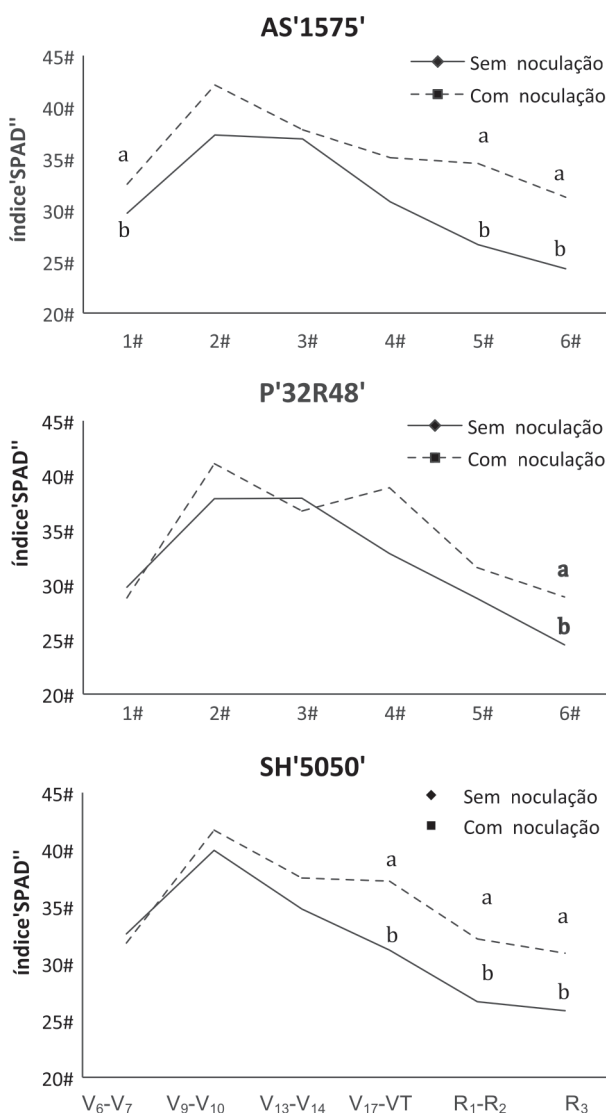 AS'1575'
45#
40#
35#
30#
25#
20#
índice'SPAD''
Sem noculação
Com noculação
a
b
a
b
a
b
1# 2# 3# 4# 5# 6#
P'32R48'
45#
40#
35#
30#
25#
20#
índice'SPAD''
Sem noculação
Com noculação
a
b
1# 2# 3# 4# 5# 6#
SH'5050'
45#
40#
35#
30#
25#
20#
índice'SPAD''
Sem noculação
Com noculação
a
b
a
b
a
b
V₆-V₇ V₉-V₁₀ V₁₃-V₁₄ V₁₇-VT R₁-R₂ R₃